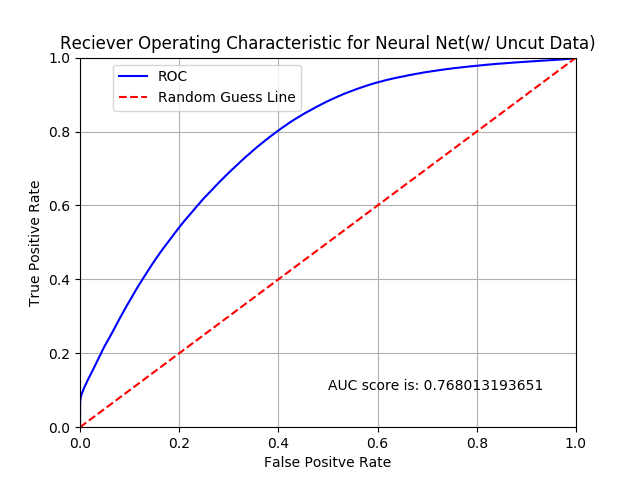 Reciever Operating Characteristic for Neural Net(w/ Uncut Data)
ROC
Random Guess Line
True Positive Rate
1.0
0.8
0.6
0.4
0.2
0.0
AUC score is: 0.768013193651
0.0 0.2 0.4 0.6 0.8 1.0
False Positve Rate